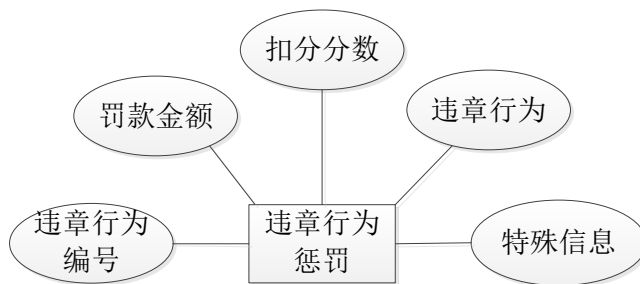 扣分分数
罚款金额
违章行为
违章行为
编号
违章行为
惩罚
特殊信息